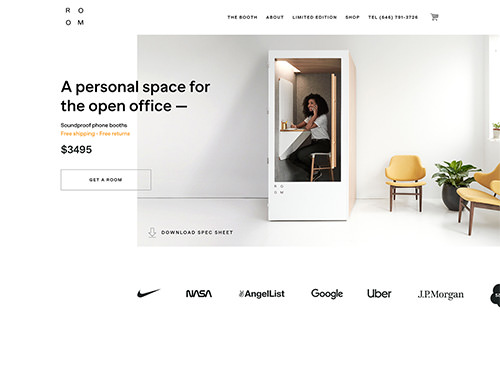 R O
O M
THE BOOTH ABOUT LIMITED EDITION SHOP TEL (646) 791-3726
A personal space for
the open office —
Soundproof phone booths
Free shipping • Free returns
$3495
GET A ROOM
R O
O M
DOWNLOAD SPEC SHEET
NASA AngelList Google Uber J.P.Morgan